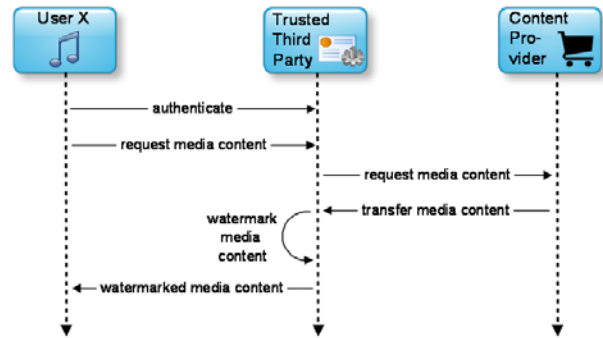 User X
Trusted
Third
Party
Content
Pro-
vider
authenticate
request media content
request media content
transfer media content
watermark
media
content
watermarked media content